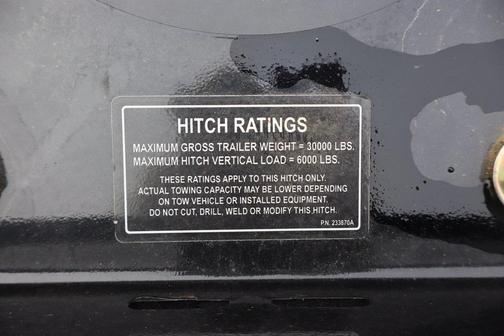 HITCH RATINGS
MAXIMUM GROSS TRAILER WEIGHT = 30000 LBS.
MAXIMUM HITCH VERTICAL LOAD = 6000 LBS.
THESE RATINGS APPLY TO THIS HITCH ONLY.
ACTUAL TOWING CAPACITY MAY BE LOWER DEPENDING
ON TOW VEHICLE OR INSTALLED EQUIPMENT.
DO NOT CUT, DRILL, WELD OR MODIFY THIS HITCH.
P.N. 233870A